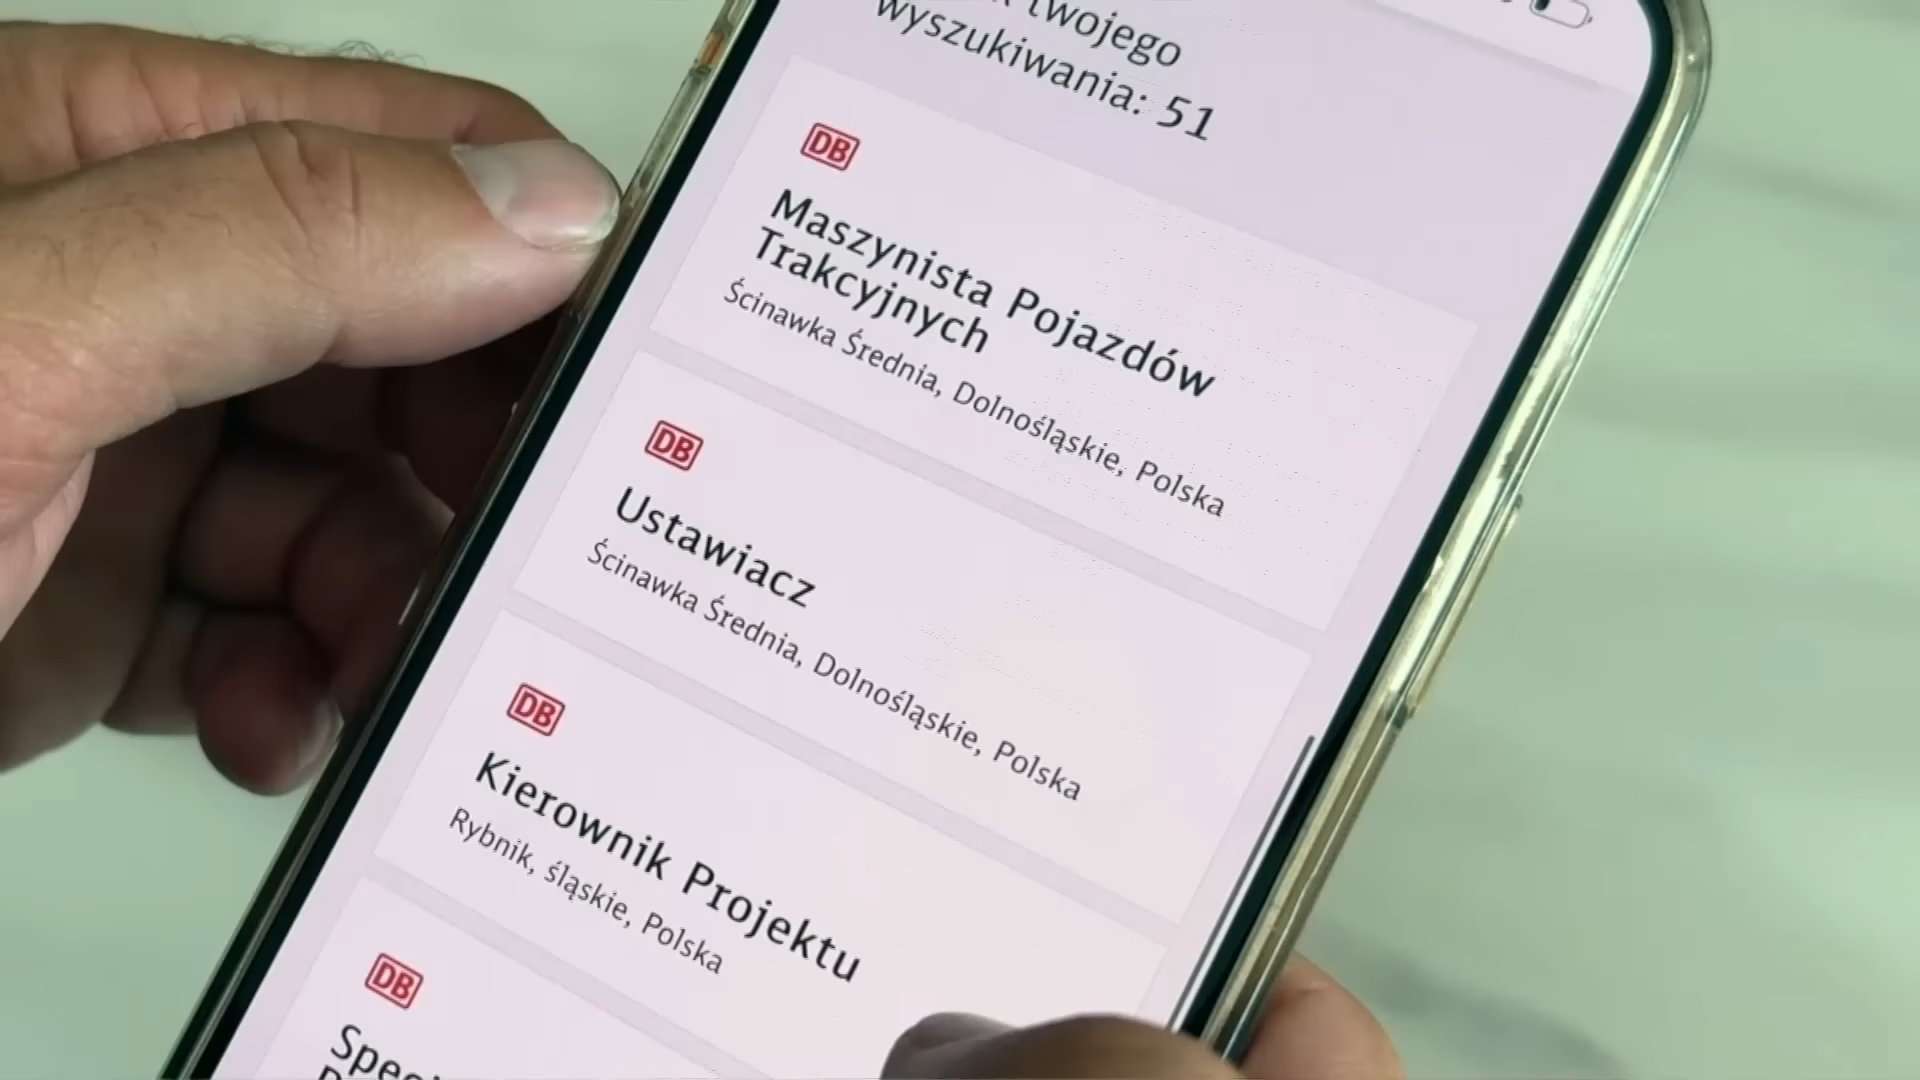 twojego
wyszukiwania: 51
DB
Maszynista Pojazdów
Trakcyjnych
Ścinawka Średnia, Dolnośląskie, Polska
DB
Ustawiacz
Ścinawka Średnia, Dolnośląskie, Polska
DB
Kierownik Projektu
Rybnik, śląskie, Polska
DB